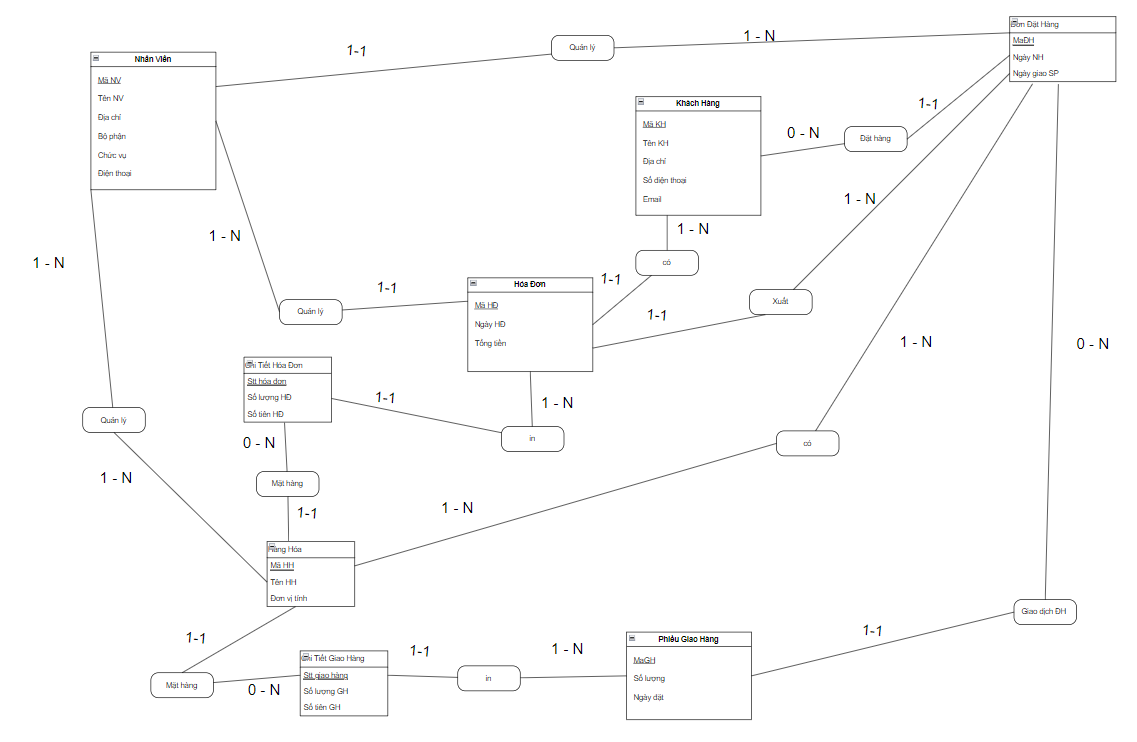 Đơn Đặt Hàng
MaĐH
Ngày NH
Ngày giao SP
1-1
Quản lý
1 - N
Nhân Viên
Mã NV
Tên NV
Địa chỉ
Bộ phận
Chức vụ
Điện thoại
Khách Hàng
Mã KH
Tên KH
Địa chỉ
Số điện thoại
Email
0 - N
Đặt hàng
1-1
1 - N
1 - N
1 - N
có
1 - N
1-1
Quản lý
1-1
Hóa Đơn
Mã HĐ
Ngày HĐ
Tổng tiền
1-1
Xuất
1 - N
0 - N
Chi Tiết Hóa Đơn
Stt hóa đơn
Số lượng HĐ
Số tiền HĐ
1-1
1 - N
in
Quản lý
0 - N
có
1 - N
Mặt hàng
1-1
1 - N
Hàng Hóa
Mã HH
Tên HH
Đơn vị tính
Giao dịch ĐH
1-1
1-1
Mặt hàng
0 - N
Chi Tiết Giao Hàng
Stt giao hàng
Số lượng GH
Số tiền GH
1-1
in
1 - N
Phiếu Giao Hàng
MaGH
Số lượng
Ngày đặt